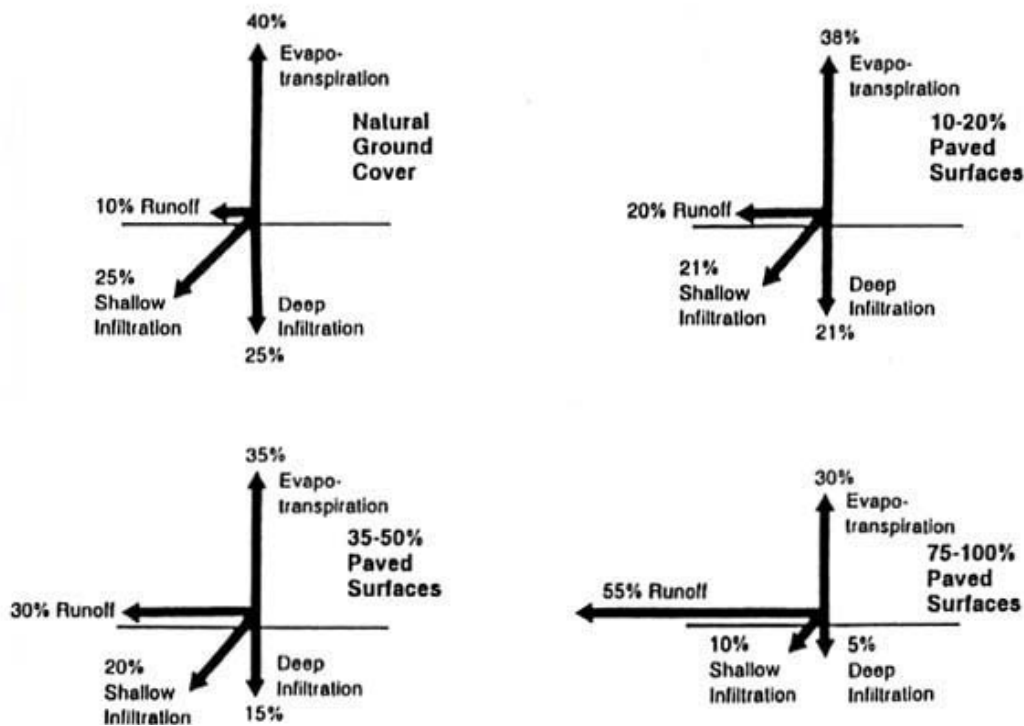 40%
Evapo-
transpiration
Natural
Ground
Cover
10% Runoff
25%
Shallow
Infiltration
Deep
Infiltration
25%
38%
Evapo-
transpiration
10-20%
Paved
Surfaces
20% Runoff
21%
Shallow
Infiltration
Deep
Infiltration
21%
35%
Evapo-
transpiration
35-50%
Paved
Surfaces
30% Runoff
20%
Shallow
Infiltration
Deep
Infiltration
15%
30%
Evapo-
transpiration
75-100%
Paved
Surfaces
55% Runoff
10%
Shallow
Infiltration
5%
Deep
Infiltration